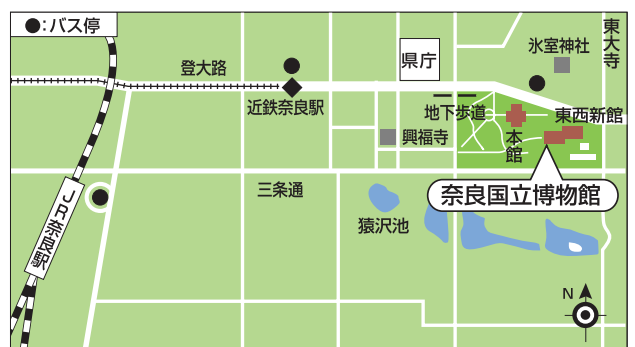 ●:バス停
登大路
近鉄奈良駅
県庁
氷室神社
東大寺
地下歩道
本館
東西新館
興福寺
奈良国立博物館
三条通
猿沢池
JR奈良駅
N